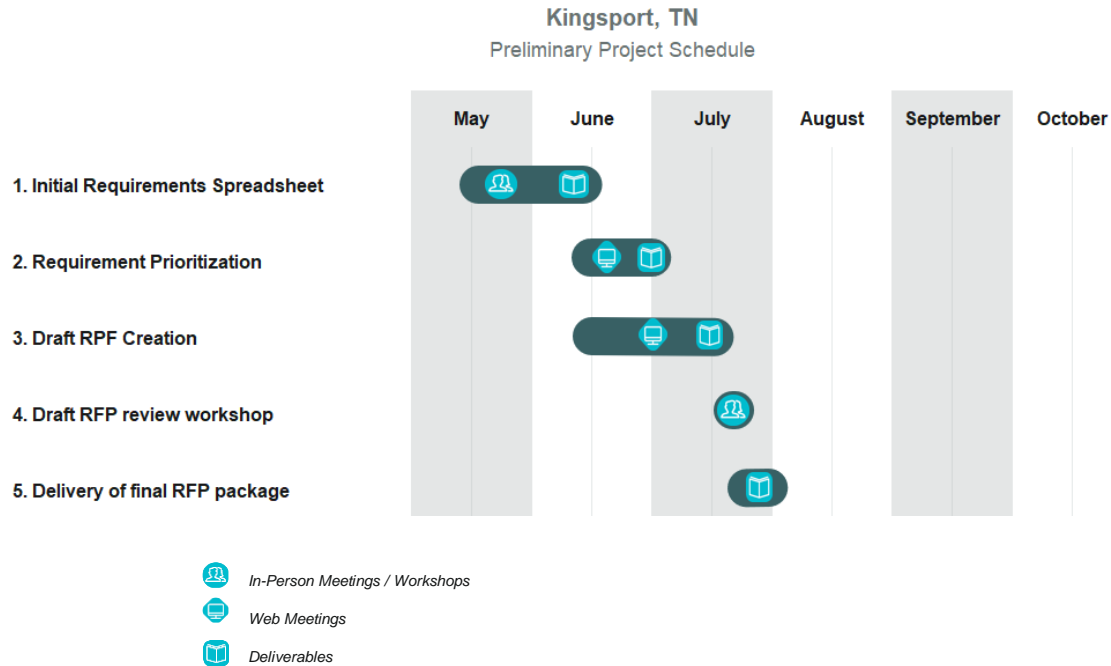 Kingsport, TN
Preliminary Project Schedule
May June July August September October
1. Initial Requirements Spreadsheet
2. Requirement Prioritization
3. Draft RPF Creation
4. Draft RFP review workshop
5. Delivery of final RFP package
In-Person Meetings / Workshops
Web Meetings
Deliverables